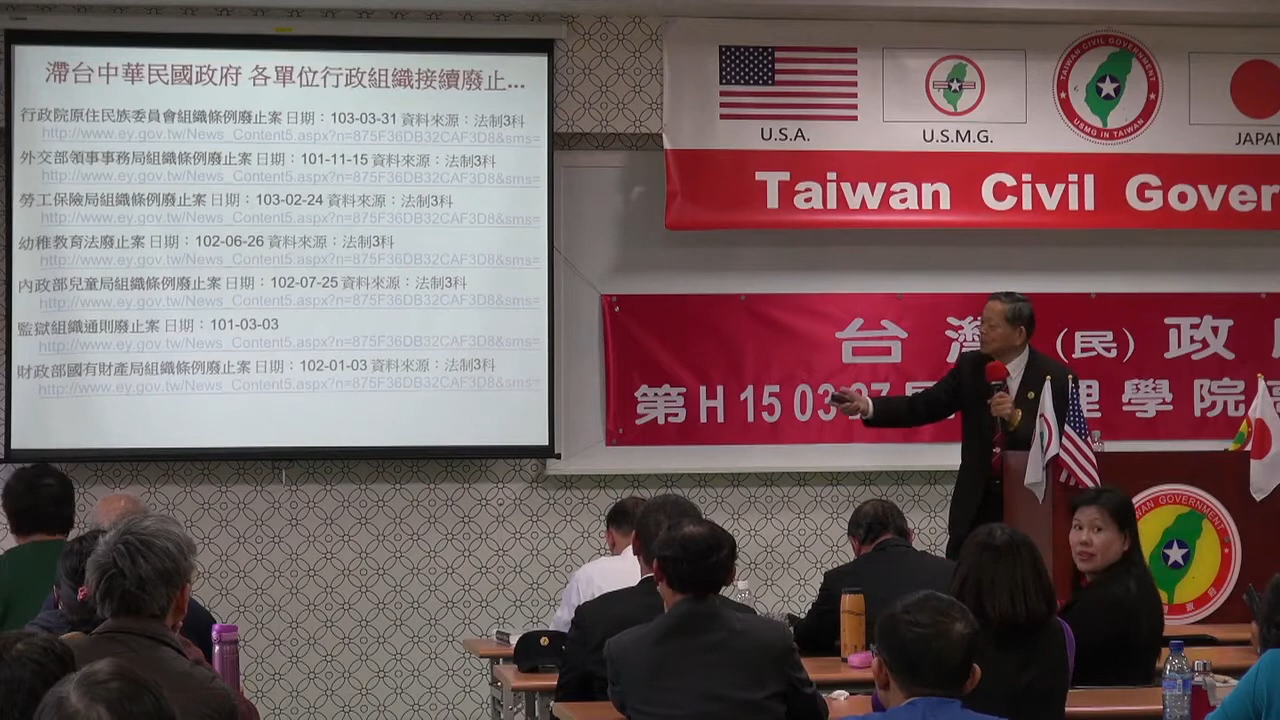 滯台中華民國政府 各單位行政組織接續廢止...
行政院原住民族委員會組織條例廢止案 日期：103-03-31 資料來源：法制3科
http://www.ey.gov.tw/News_Content5.aspx?n=875F36DB32CAF3D8&sms=
外交部領事事務局組織條例廢止案 日期：101-11-15 資料來源：法制3科
http://www.ey.gov.tw/News_Content5.aspx?n=875F36DB32CAF3D8&sms=
勞工保險局組織條例廢止案 日期：103-02-24 資料來源：法制3科
http://www.ey.gov.tw/News_Content5.aspx?n=875F36DB32CAF3D8&sms=
幼稚教育法廢止案 日期：102-06-26 資料來源：法制3科
http://www.ey.gov.tw/News_Content5.aspx?n=875F36DB32CAF3D8&sms=
內政部兒童局組織條例廢止案 日期：102-07-25 資料來源：法制3科
http://www.ey.gov.tw/News_Content5.aspx?n=875F36DB32CAF3D8&sms=
監獄組織通則廢止案 日期：101-03-03
http://www.ey.gov.tw/News_Content5.aspx?n=875F36DB32CAF3D8&sms=
財政部國有財產局組織條例廢止案 日期：102-01-03 資料來源：法制3科
http://www.ey.gov.tw/News_Content5.aspx?n=875F36DB32CAF3D8&sms=
U.S.A.
U.S.M.G.
TAIWAN CIVIL GOVERNMENT
USMG IN TAIWAN
JAPA
Taiwan Civil Gover
台灣(民)政
第H 15 03 理學院
WAN GOVERNMENT